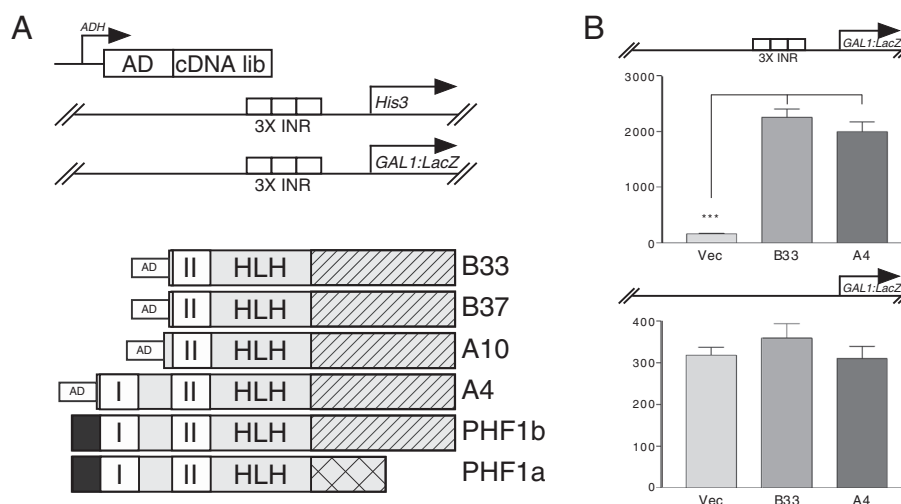 A
ADH
AD cDNA lib
His3
3X INR
GAL1:LacZ
3X INR
AD II HLH B33
AD II HLH B37
AD II HLH A10
AD I II HLH A4
I II HLH PHF1b
I II HLH PHF1a
B
GAL1:LacZ
3X INR
3000
2000
1000
0
***
Vec B33 A4
GAL1:LacZ
400
300
200
100
0
Vec B33 A4